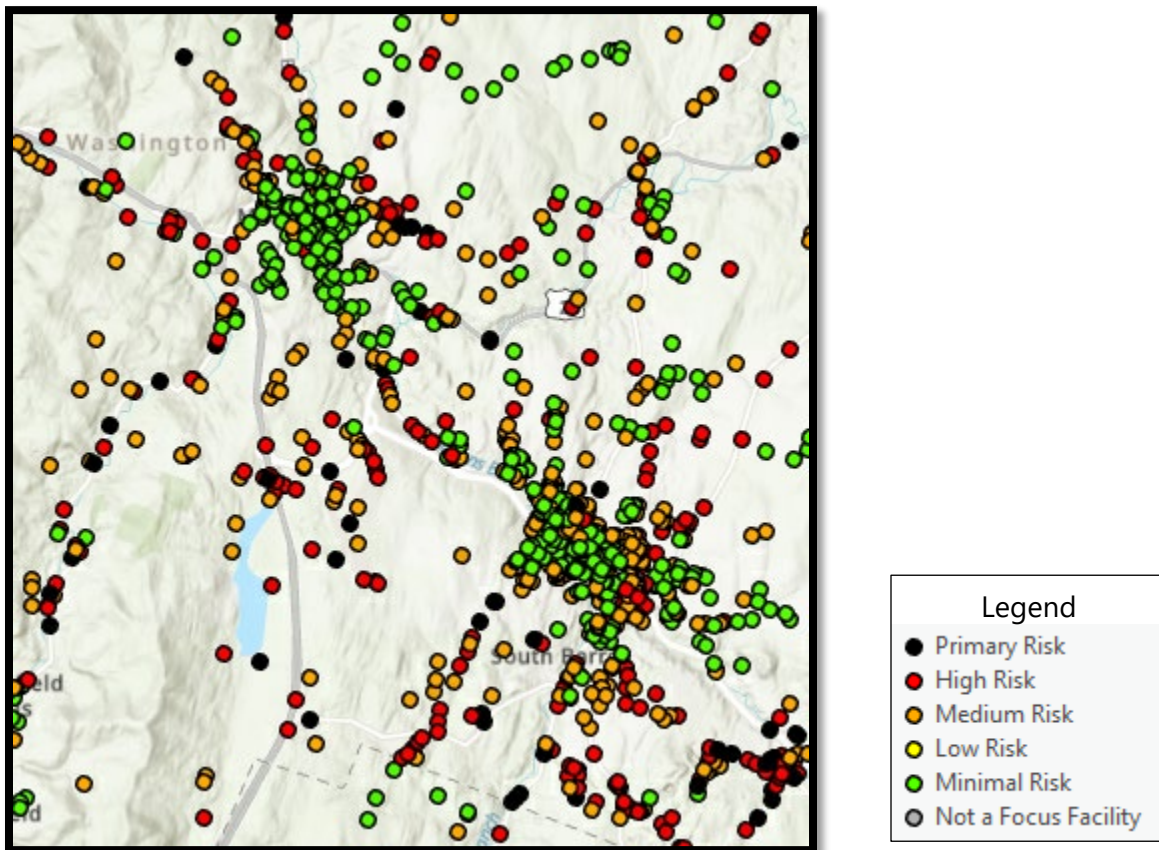 Washington
South Barre
Legend
Primary Risk
High Risk
Medium Risk
Low Risk
Minimal Risk
Not a Focus Facility